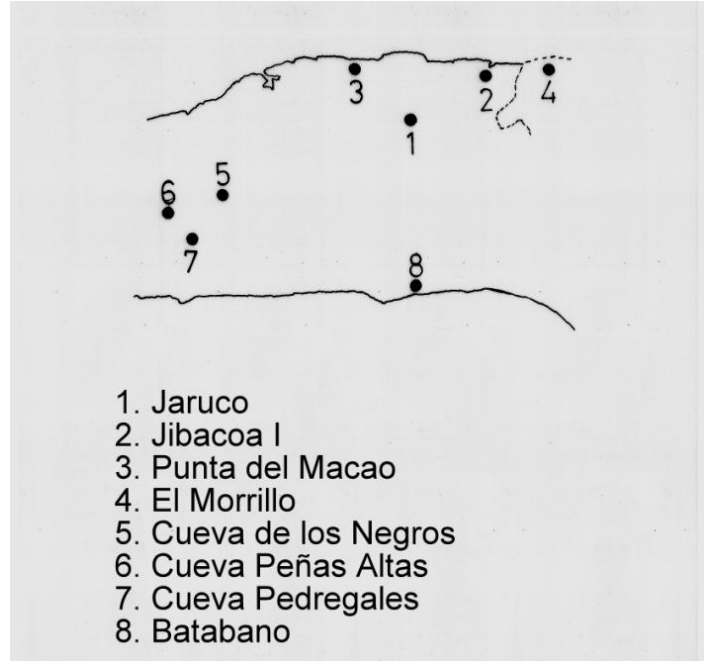 3
2
4
1
5
6
7
8
1. Jaruco
2. Jibacoa I
3. Punta del Macao
4. El Morrillo
5. Cueva de los Negros
6. Cueva Peñas Altas
7. Cueva Pedregales
8. Batabano